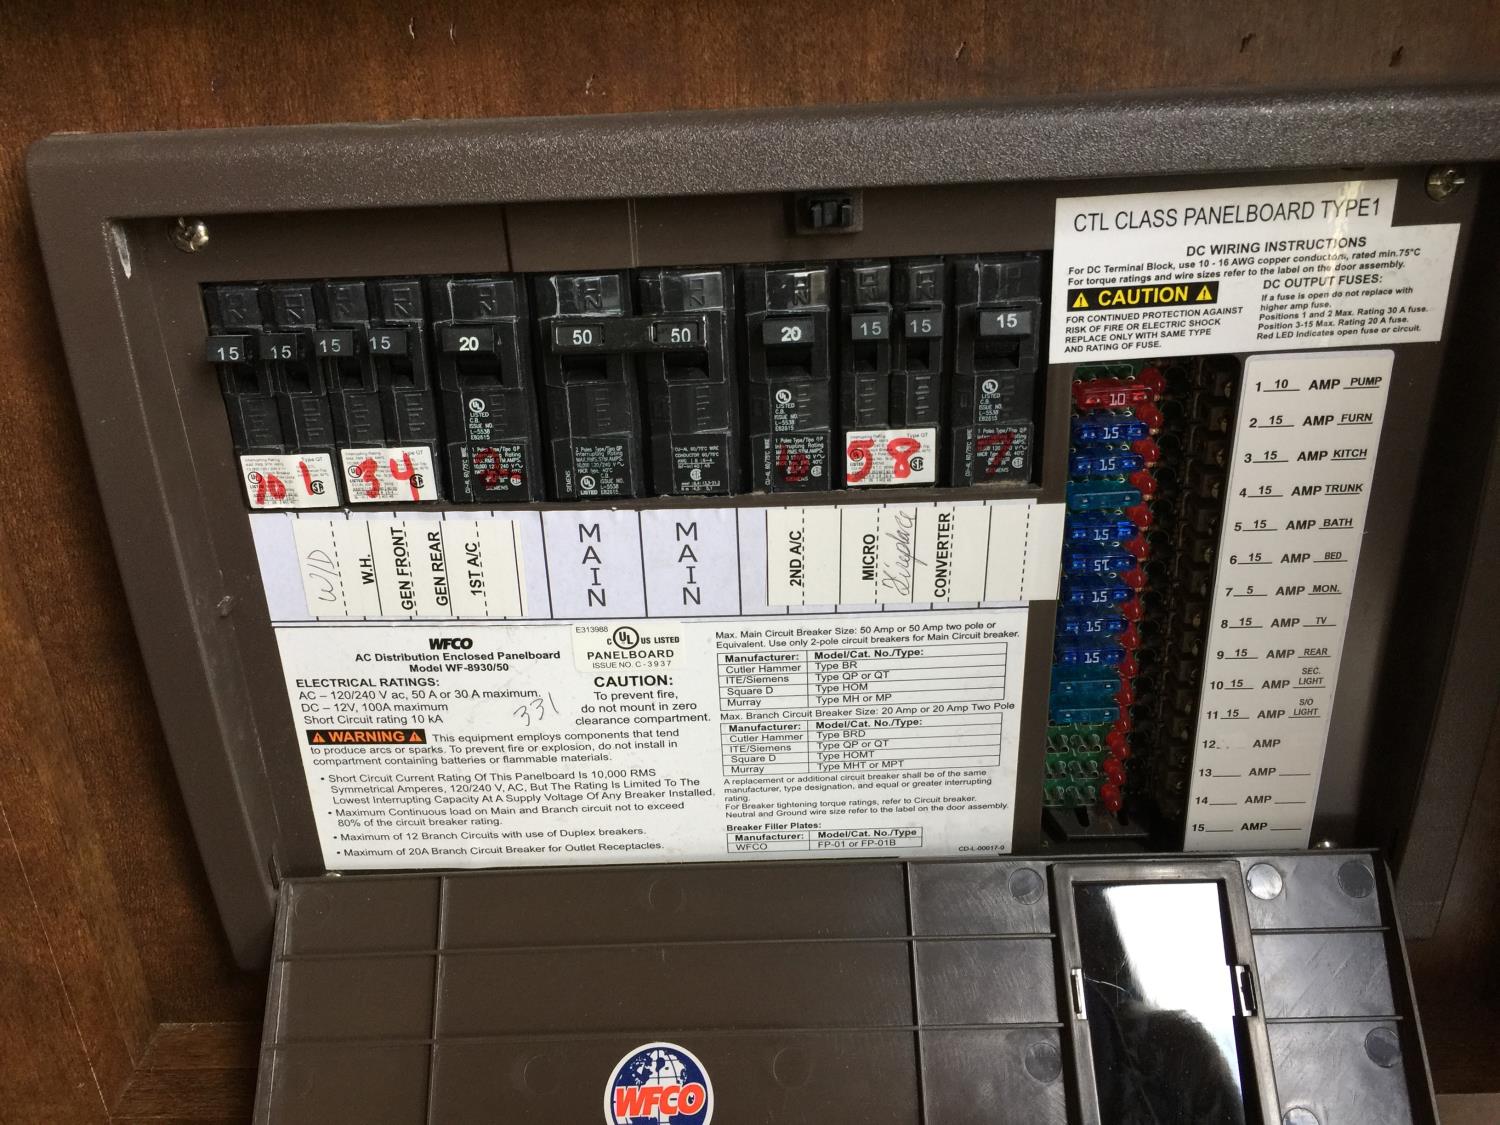 CTL CLASS PANELBOARD TYPE1
DC WIRING INSTRUCTIONS
For DC Terminal Block, use 10 - 16 AWG copper conductors, rated min.75°C
For torque ratings and wire sizes refer to the label on the door assembly.
CAUTION
FOR CONTINUED PROTECTION AGAINST
RISK OF FIRE OR ELECTRIC SHOCK
REPLACE ONLY WITH SAME TYPE
AND RATING OF FUSE.
DC OUTPUT FUSES:
If a fuse is open do not replace with
higher amp fuse.
Positions 1 and 2 Max. Rating 30 A fuse.
Position 3-15 Max. Rating 20 A fuse.
Red LED Indicates open fuse or circuit.
15 15 15 15 20 50 50 20 15 15 15
LISTED
C.B.
ISSUE NO.
L-5538
E82615
LISTED
C.B.
ISSUE NO.
L-5538
E82615
10 1 3 4
5 8 7
SIEMENS
W/D
W.H.
GEN FRONT
GEN REAR
1ST A/C
MAIN
MAIN
2ND A/C
MICRO
Fireplace
CONVERTER
10
15
15
15
15
15
15
15
1 10 AMP PUMP
2 15 AMP FURN
3 15 AMP KITCH
4 15 AMP TRUNK
5 15 AMP BATH
6 15 AMP BED
7 5 AMP MON.
8 15 AMP TV
9 15 AMP REAR
10 15 AMP SEC. LIGHT
11 15 AMP S/O LIGHT
12 AMP
13 AMP
14 AMP
15 AMP
WFCO
AC Distribution Enclosed Panelboard
Model WF-8930/50
ELECTRICAL RATINGS:
AC – 120/240 V ac, 50 A or 30 A maximum.
DC – 12V, 100A maximum
Short Circuit rating 10 kA
331
E313988
C UL US LISTED
PANELBOARD
ISSUE NO. C-3937
CAUTION:
To prevent fire,
do not mount in zero
clearance compartment.
WARNING This equipment employs components that tend
to produce arcs or sparks. To prevent fire or explosion, do not install in
compartment containing batteries or flammable materials.
• Short Circuit Current Rating Of This Panelboard Is 10,000 RMS
Symmetrical Amperes, 120/240 V, AC, But The Rating Is Limited To The
Lowest Interrupting Capacity At A Supply Voltage Of Any Breaker Installed.
• Maximum Continuous load on Main and Branch circuit not to exceed
80% of the circuit breaker rating.
• Maximum of 12 Branch Circuits with use of Duplex breakers.
• Maximum of 20A Branch Circuit Breaker for Outlet Receptacles.
Max. Main Circuit Breaker Size: 50 Amp or 50 Amp two pole or
Equivalent. Use only 2-pole circuit breakers for Main Circuit breaker.
Manufacturer: Model/Cat. No./Type:
Cutler Hammer Type BR
ITE/Siemens Type QP or QT
Square D Type HOM
Murray Type MH or MP
Max. Branch Circuit Breaker Size: 20 Amp or 20 Amp Two Pole
Manufacturer: Model/Cat. No./Type:
Cutler Hammer Type BRD
ITE/Siemens Type QP or QT
Square D Type HOMT
Murray Type MHT or MPT
A replacement or additional circuit breaker shall be of the same
manufacturer, type designation, and equal or greater interrupting
rating.
For Breaker tightening torque ratings, refer to Circuit breaker.
Neutral and Ground wire size refer to the label on the door assembly.
Breaker Filler Plates:
Manufacturer: Model/Cat. No./Type
WFCO FP-01 or FP-01B
CD-L-00017-0
WFCO